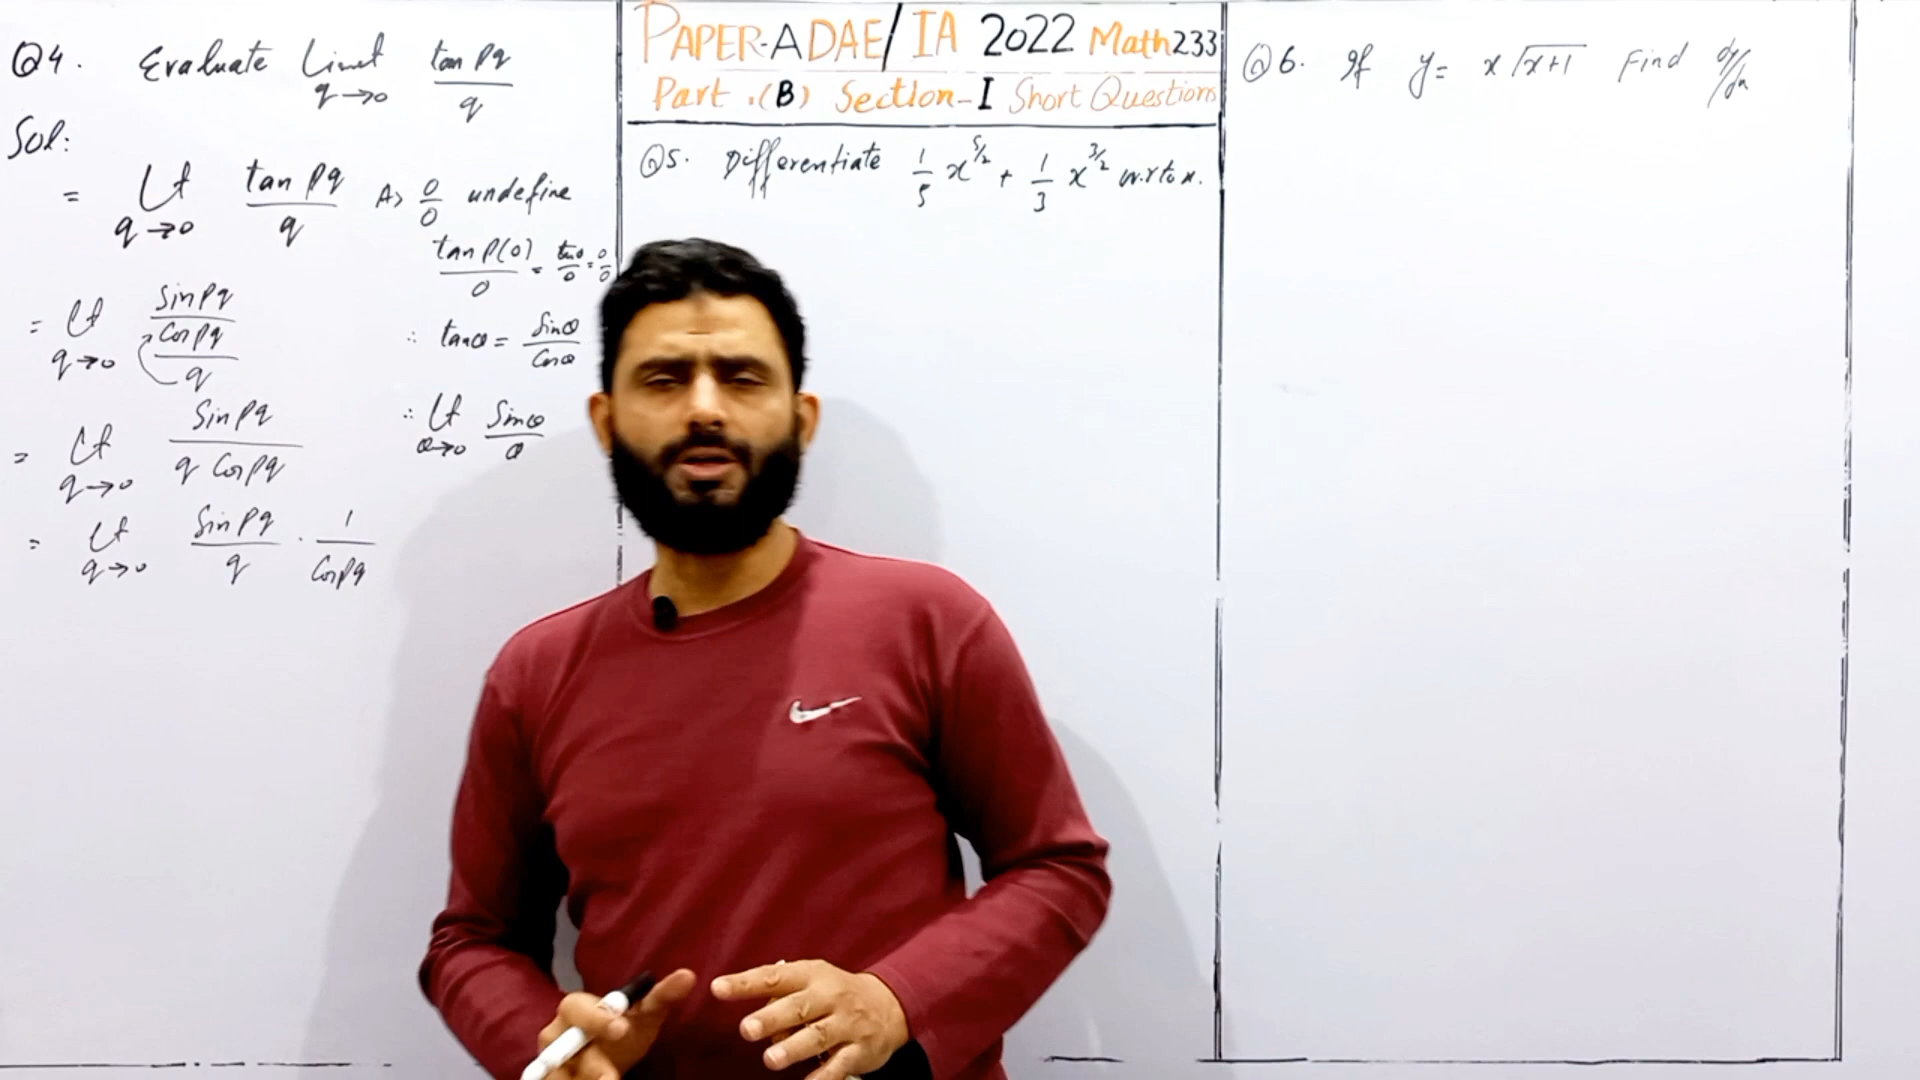 Q4. Evaluate Limit q→0 tan pq / q
Sol:
= Lt q→0 tan pq / q As 0/0 undefine
tan p(0) / 0 = tan0 / 0 = 0/0
= Lt q→0 Sin pq / Cos pq / q ∴ tanθ = Sinθ / Cosθ
= Lt q→0 Sin pq / q Cos pq ∴ Lt θ→0 Sinθ / θ
= Lt q→0 Sin pq / q · 1 / Cos pq
PAPER-A DAE/IA 2022 Math 233
Part.(B) Section-I Short Questions
Q5. Differentiate 1/5 x^5/2 + 1/3 x^3/2 w.r.to x.
Q6. If y = x √x+1 Find dy/dx